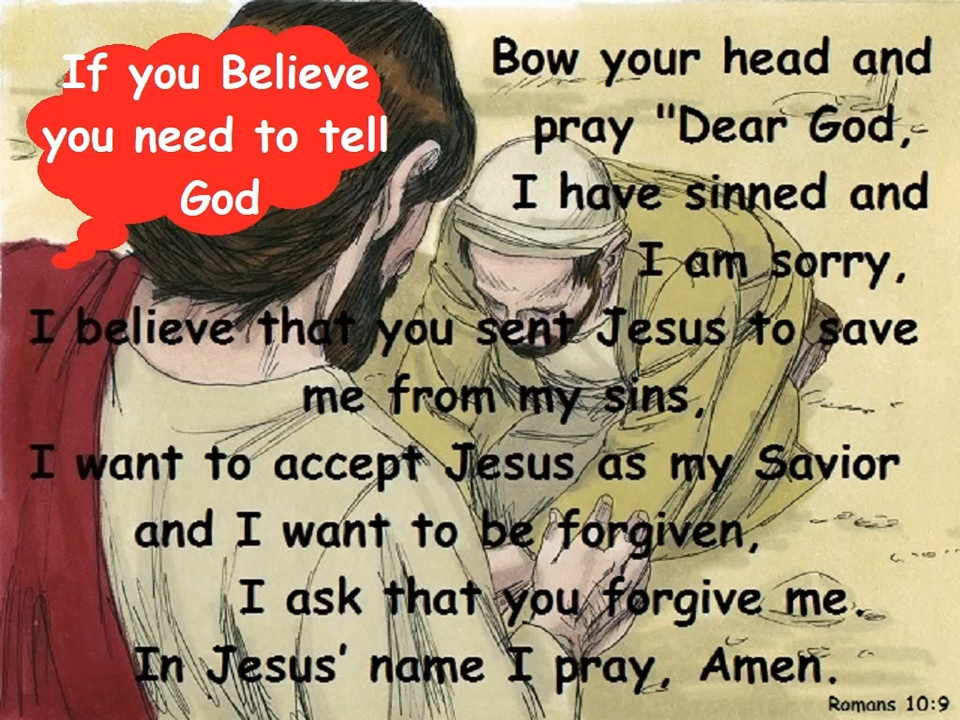 If you Believe
you need to tell
God
Bow your head and
pray "Dear God,
I have sinned and
I am sorry,
I believe that you sent Jesus to save
me from my sins,
I want to accept Jesus as my Savior
and I want to be forgiven,
I ask that you forgive me.
In Jesus' name I pray, Amen.
Romans 10:9